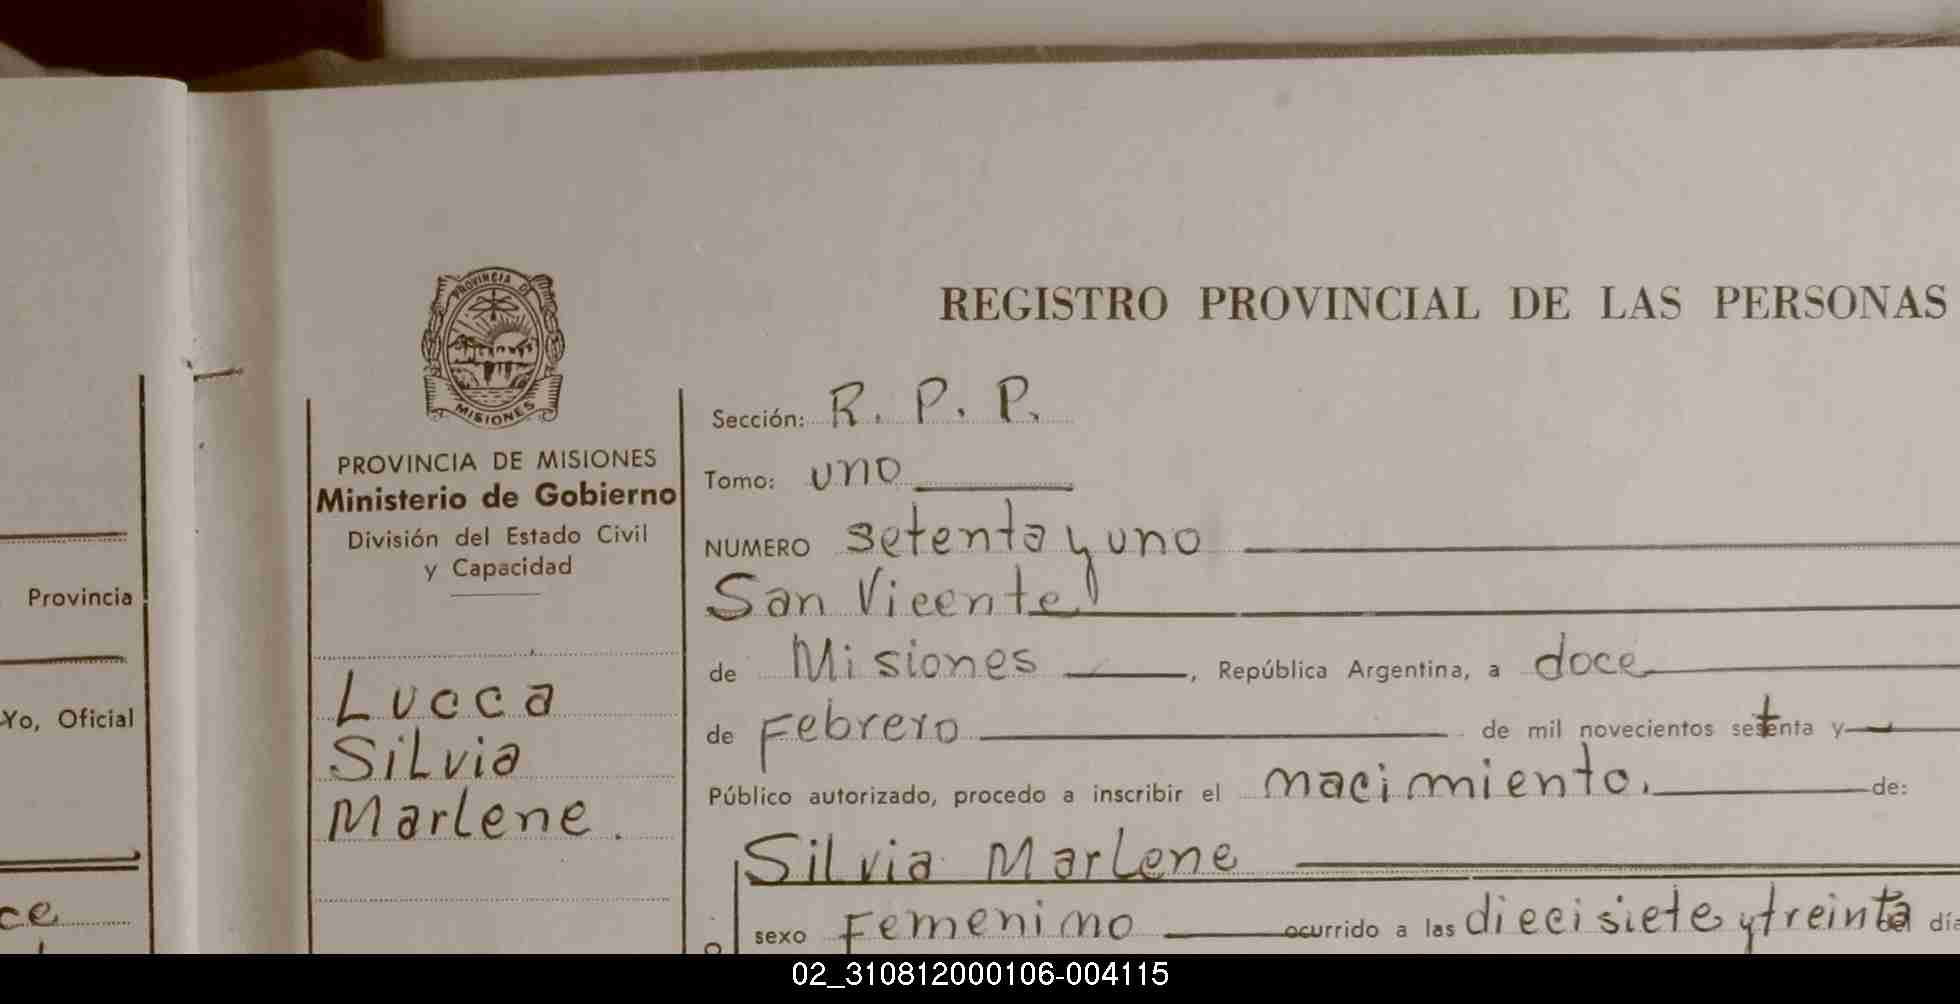 REGISTRO PROVINCIAL DE LAS PERSONAS
PROVINCIA D
MISIONES
PROVINCIA DE MISIONES
Ministerio de Gobierno
División del Estado Civil
y Capacidad
Lucca
Silvia
Marlene.
Provincia
Yo, Oficial
ce
Sección: R. P. P.
Tomo: uno
NUMERO setenta y uno
San Vicente
de Misiones, República Argentina, a doce
de Febrero de mil novecientos setenta y
Público autorizado, procedo a inscribir el nacimiento. de:
Silvia Marlene
sexo Femenino ocurrido a las diecisiete y treinta día
02_310812000106-004115